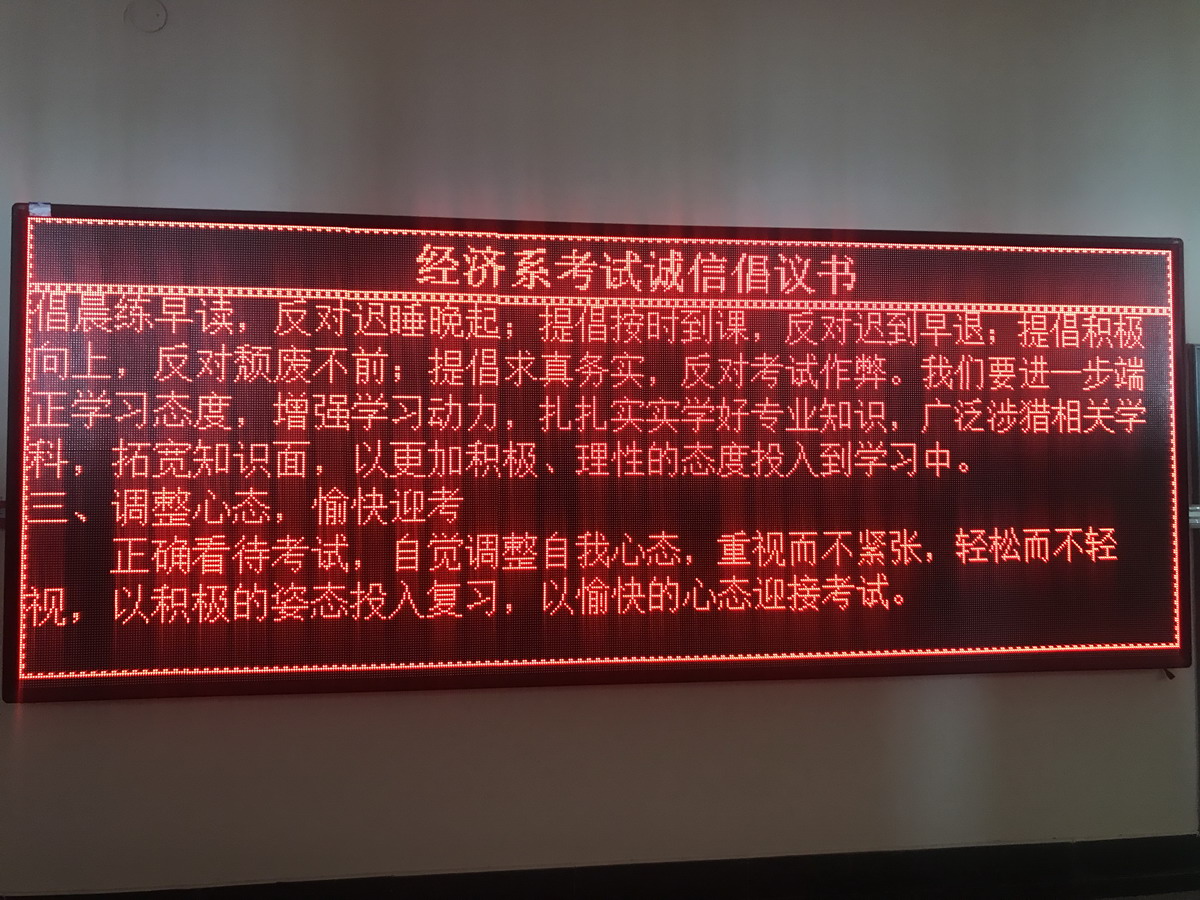 经济系考试诚信倡议书
倡晨练早读，反对迟睡晚起；提倡按时到课，反对迟到早退；提倡积极
向上，反对颓废不前；提倡求真务实，反对考试作弊。我们要进一步端
正学习态度，增强学习动力，扎扎实实学好专业知识，广泛涉猎相关学
科，拓宽知识面，以更加积极、理性的态度投入到学习中。
三、调整心态，愉快迎考
正确看待考试，自觉调整自我心态，重视而不紧张，轻松而不轻
视，以积极的姿态投入复习，以愉快的心态迎接考试。